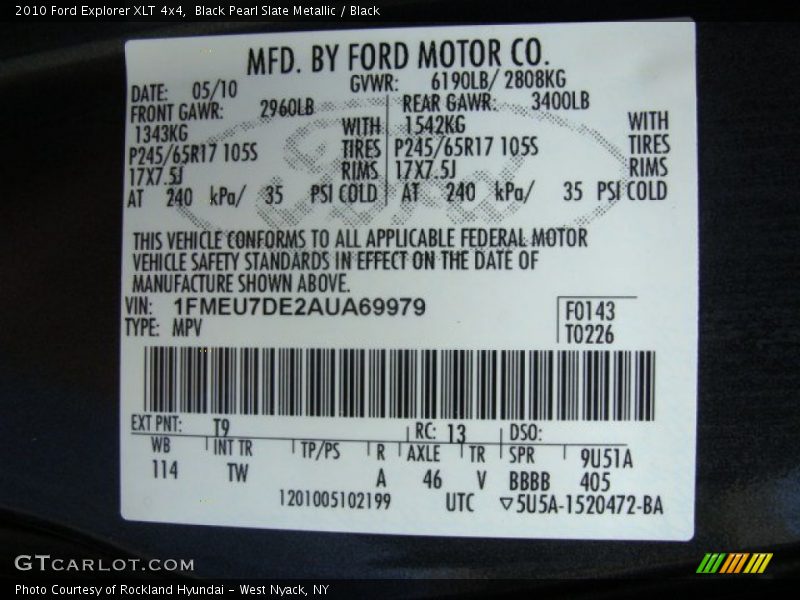 2010 Ford Explorer XLT 4x4,  Black Pearl Slate Metallic / Black
MFD. BY FORD MOTOR CO.
DATE: 05/10 GVWR: 6190LB/ 2808KG
FRONT GAWR: 2960LB REAR GAWR: 3400LB
1343KG WITH 1542KG WITH
P245/65R17 105S TIRES P245/65R17 105S TIRES
17X7.5J RIMS 17X7.5J RIMS
AT 240 kPa/ 35 PSI COLD AT 240 kPa/ 35 PSI COLD
THIS VEHICLE CONFORMS TO ALL APPLICABLE FEDERAL MOTOR
VEHICLE SAFETY STANDARDS IN EFFECT ON THE DATE OF
MANUFACTURE SHOWN ABOVE.
VIN: 1FMEU7DE2AUA69979 F0143
TYPE: MPV T0226
EXT PNT: T9 RC: 13 DSO:
WB INT TR TP/PS R AXLE TR SPR 9U51A
114 TW A 46 V BBBB 405
1201005102199 UTC ▽5U5A-1520472-BA
Ford
GTCARLOT.COM
Photo Courtesy of Rockland Hyundai - West Nyack, NY